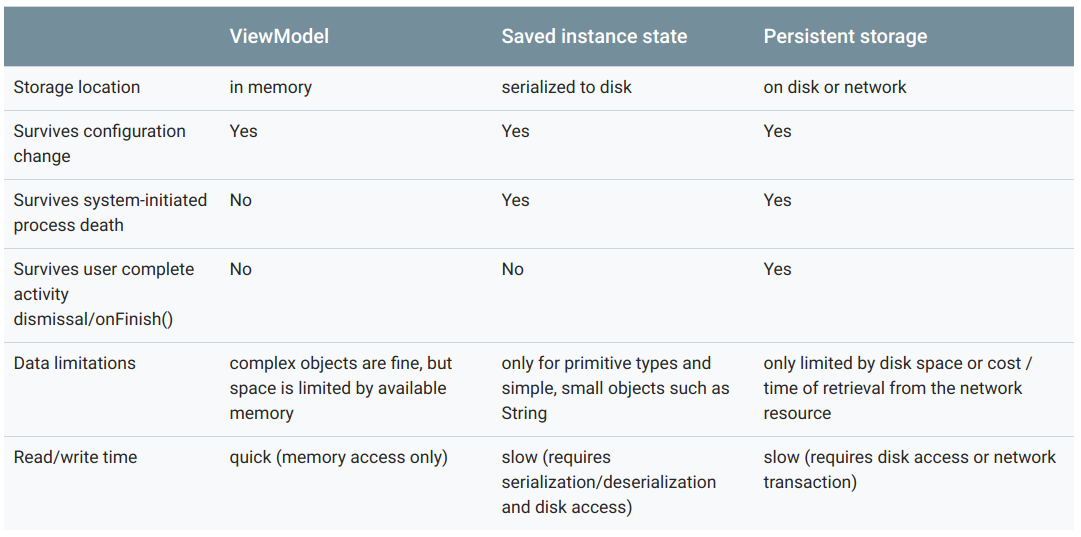 ViewModel Saved instance state Persistent storage
Storage location in memory serialized to disk on disk or network
Survives configuration Yes Yes Yes
change
Survives system-initiated No Yes Yes
process death
Survives user complete No No Yes
activity
dismissal/onFinish()
Data limitations complex objects are fine, but only for primitive types and only limited by disk space or cost /
space is limited by available simple, small objects such as time of retrieval from the network
memory String resource
Read/write time quick (memory access only) slow (requires slow (requires disk access or network
serialization/deserialization transaction)
and disk access)